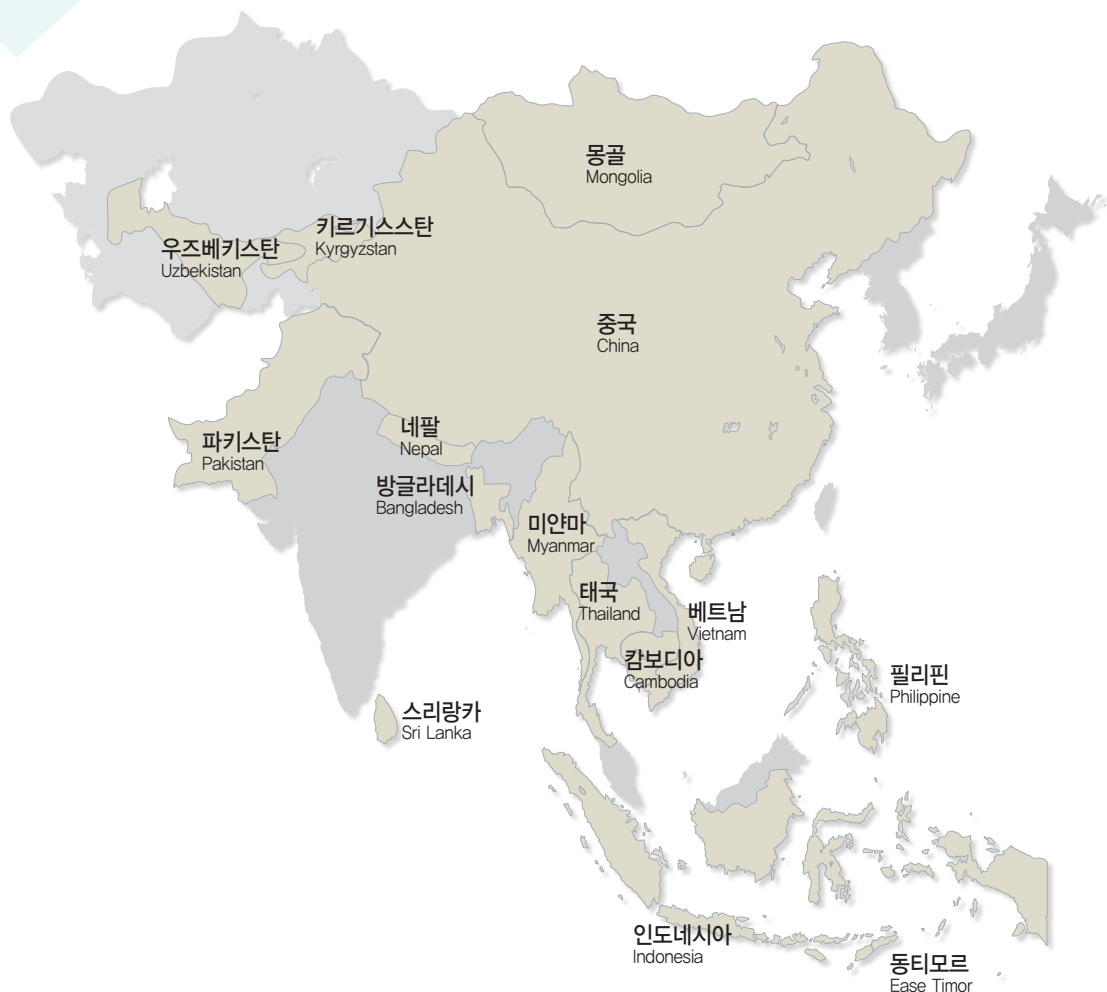 몽골
Mongolia
키르기스스탄
Kyrgyzstan
우즈베키스탄
Uzbekistan
중국
China
네팔
Nepal
파키스탄
Pakistan
방글라데시
Bangladesh
미얀마
Myanmar
태국
Thailand
베트남
Vietnam
캄보디아
Cambodia
필리핀
Philippine
스리랑카
Sri Lanka
인도네시아
Indonesia
동티모르
Ease Timor